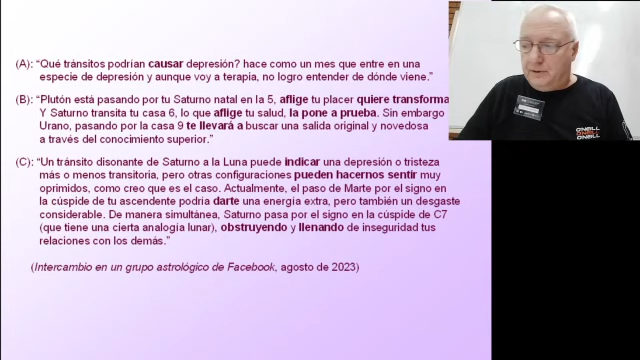 (A): “Qué tránsitos podrían causar depresión? hace como un mes que entre en una
especie de depresión y aunque voy a terapia, no logro entender de dónde viene.”
(B): “Plutón está pasando por tu Saturno natal en la 5, aflige tu placer quiere transforma
Y Saturno transita tu casa 6, lo que aflige tu salud, la pone a prueba. Sin embargo
Urano, pasando por la casa 9 te llevará a buscar una salida original y novedosa
a través del conocimiento superior.”
(C): “Un tránsito disonante de Saturno a la Luna puede indicar una depresión o tristeza
más o menos transitoria, pero otras configuraciones pueden hacernos sentir muy
oprimidos, como creo que es el caso. Actualmente, el paso de Marte por el signo en
la cúspide de tu ascendente podría darte una energía extra, pero también un desgaste
considerable. De manera simultánea, Saturno pasa por el signo en la cúspide de C7
(que tiene una cierta analogía lunar), obstruyendo y llenando de inseguridad tus
relaciones con los demás.”
(Intercambio en un grupo astrológico de Facebook, agosto de 2023)
ONEILL
ONEILL
ONEILL